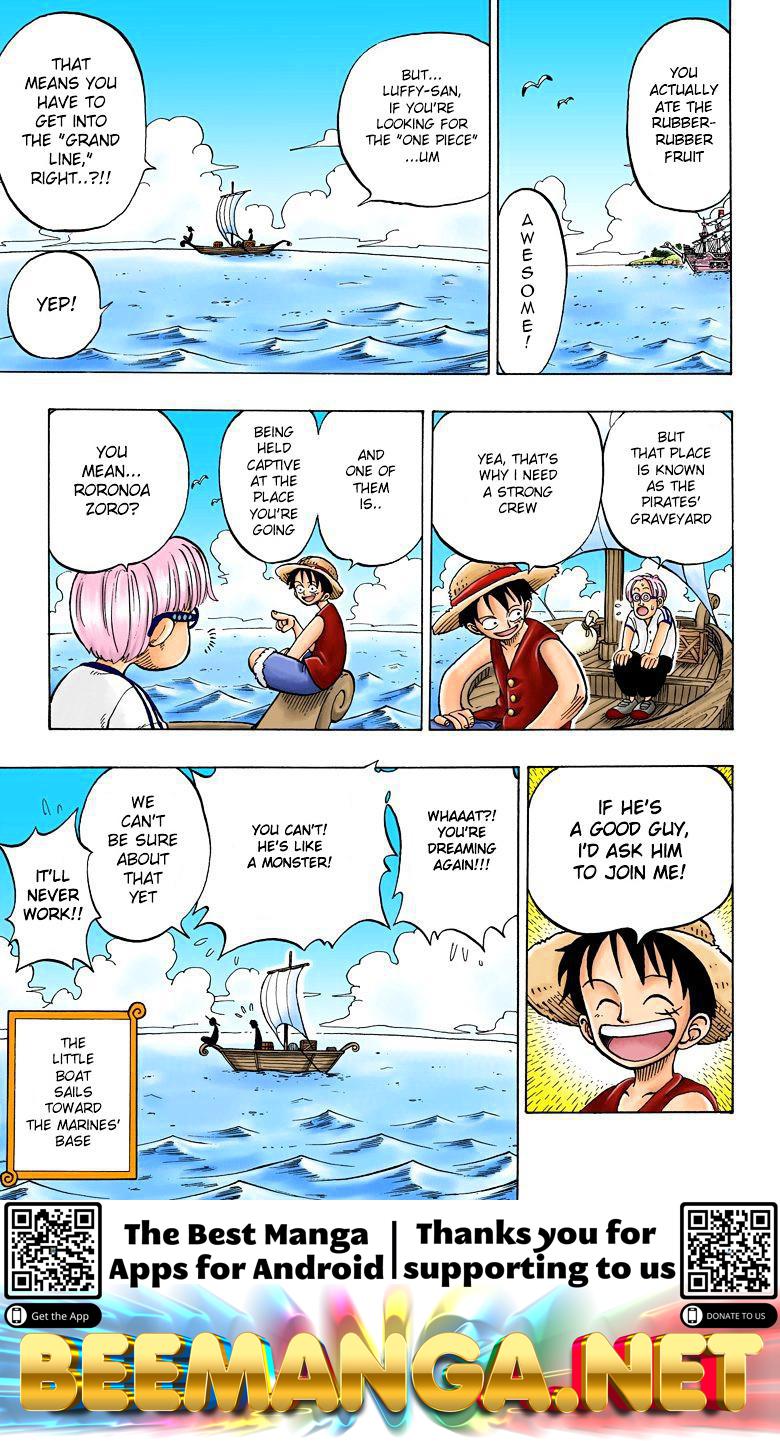 YOU
ACTUALLY
ATE THE
RUBBER-
RUBBER
FRUIT
AWESOME!
BUT...
LUFFY-SAN,
IF YOU'RE
LOOKING FOR
THE "ONE PIECE"
...UM
THAT
MEANS YOU
HAVE TO
GET INTO
THE "GRAND
LINE,"
RIGHT..?!!
YEP!
BUT
THAT PLACE
IS KNOWN
AS THE
PIRATES'
GRAVEYARD
YEA, THAT'S
WHY I NEED
A STRONG
CREW
AND
ONE OF
THEM
IS..
BEING
HELD
CAPTIVE
AT THE
PLACE
YOU'RE
GOING
YOU
MEAN...
RORONOA
ZORO?
IF HE'S
A GOOD GUY,
I'D ASK HIM
TO JOIN ME!
WHAAAT?!
YOU'RE
DREAMING
AGAIN!!!
YOU CAN'T!
HE'S LIKE
A MONSTER!
WE
CAN'T
BE SURE
ABOUT
THAT
YET
IT'LL
NEVER
WORK!!
THE
LITTLE
BOAT
SAILS
TOWARD
THE MARINES'
BASE
The Best Manga
Apps for Android
Thanks you for
supporting to us
Get the App
DONATE TO US
BEEMANGA.NET